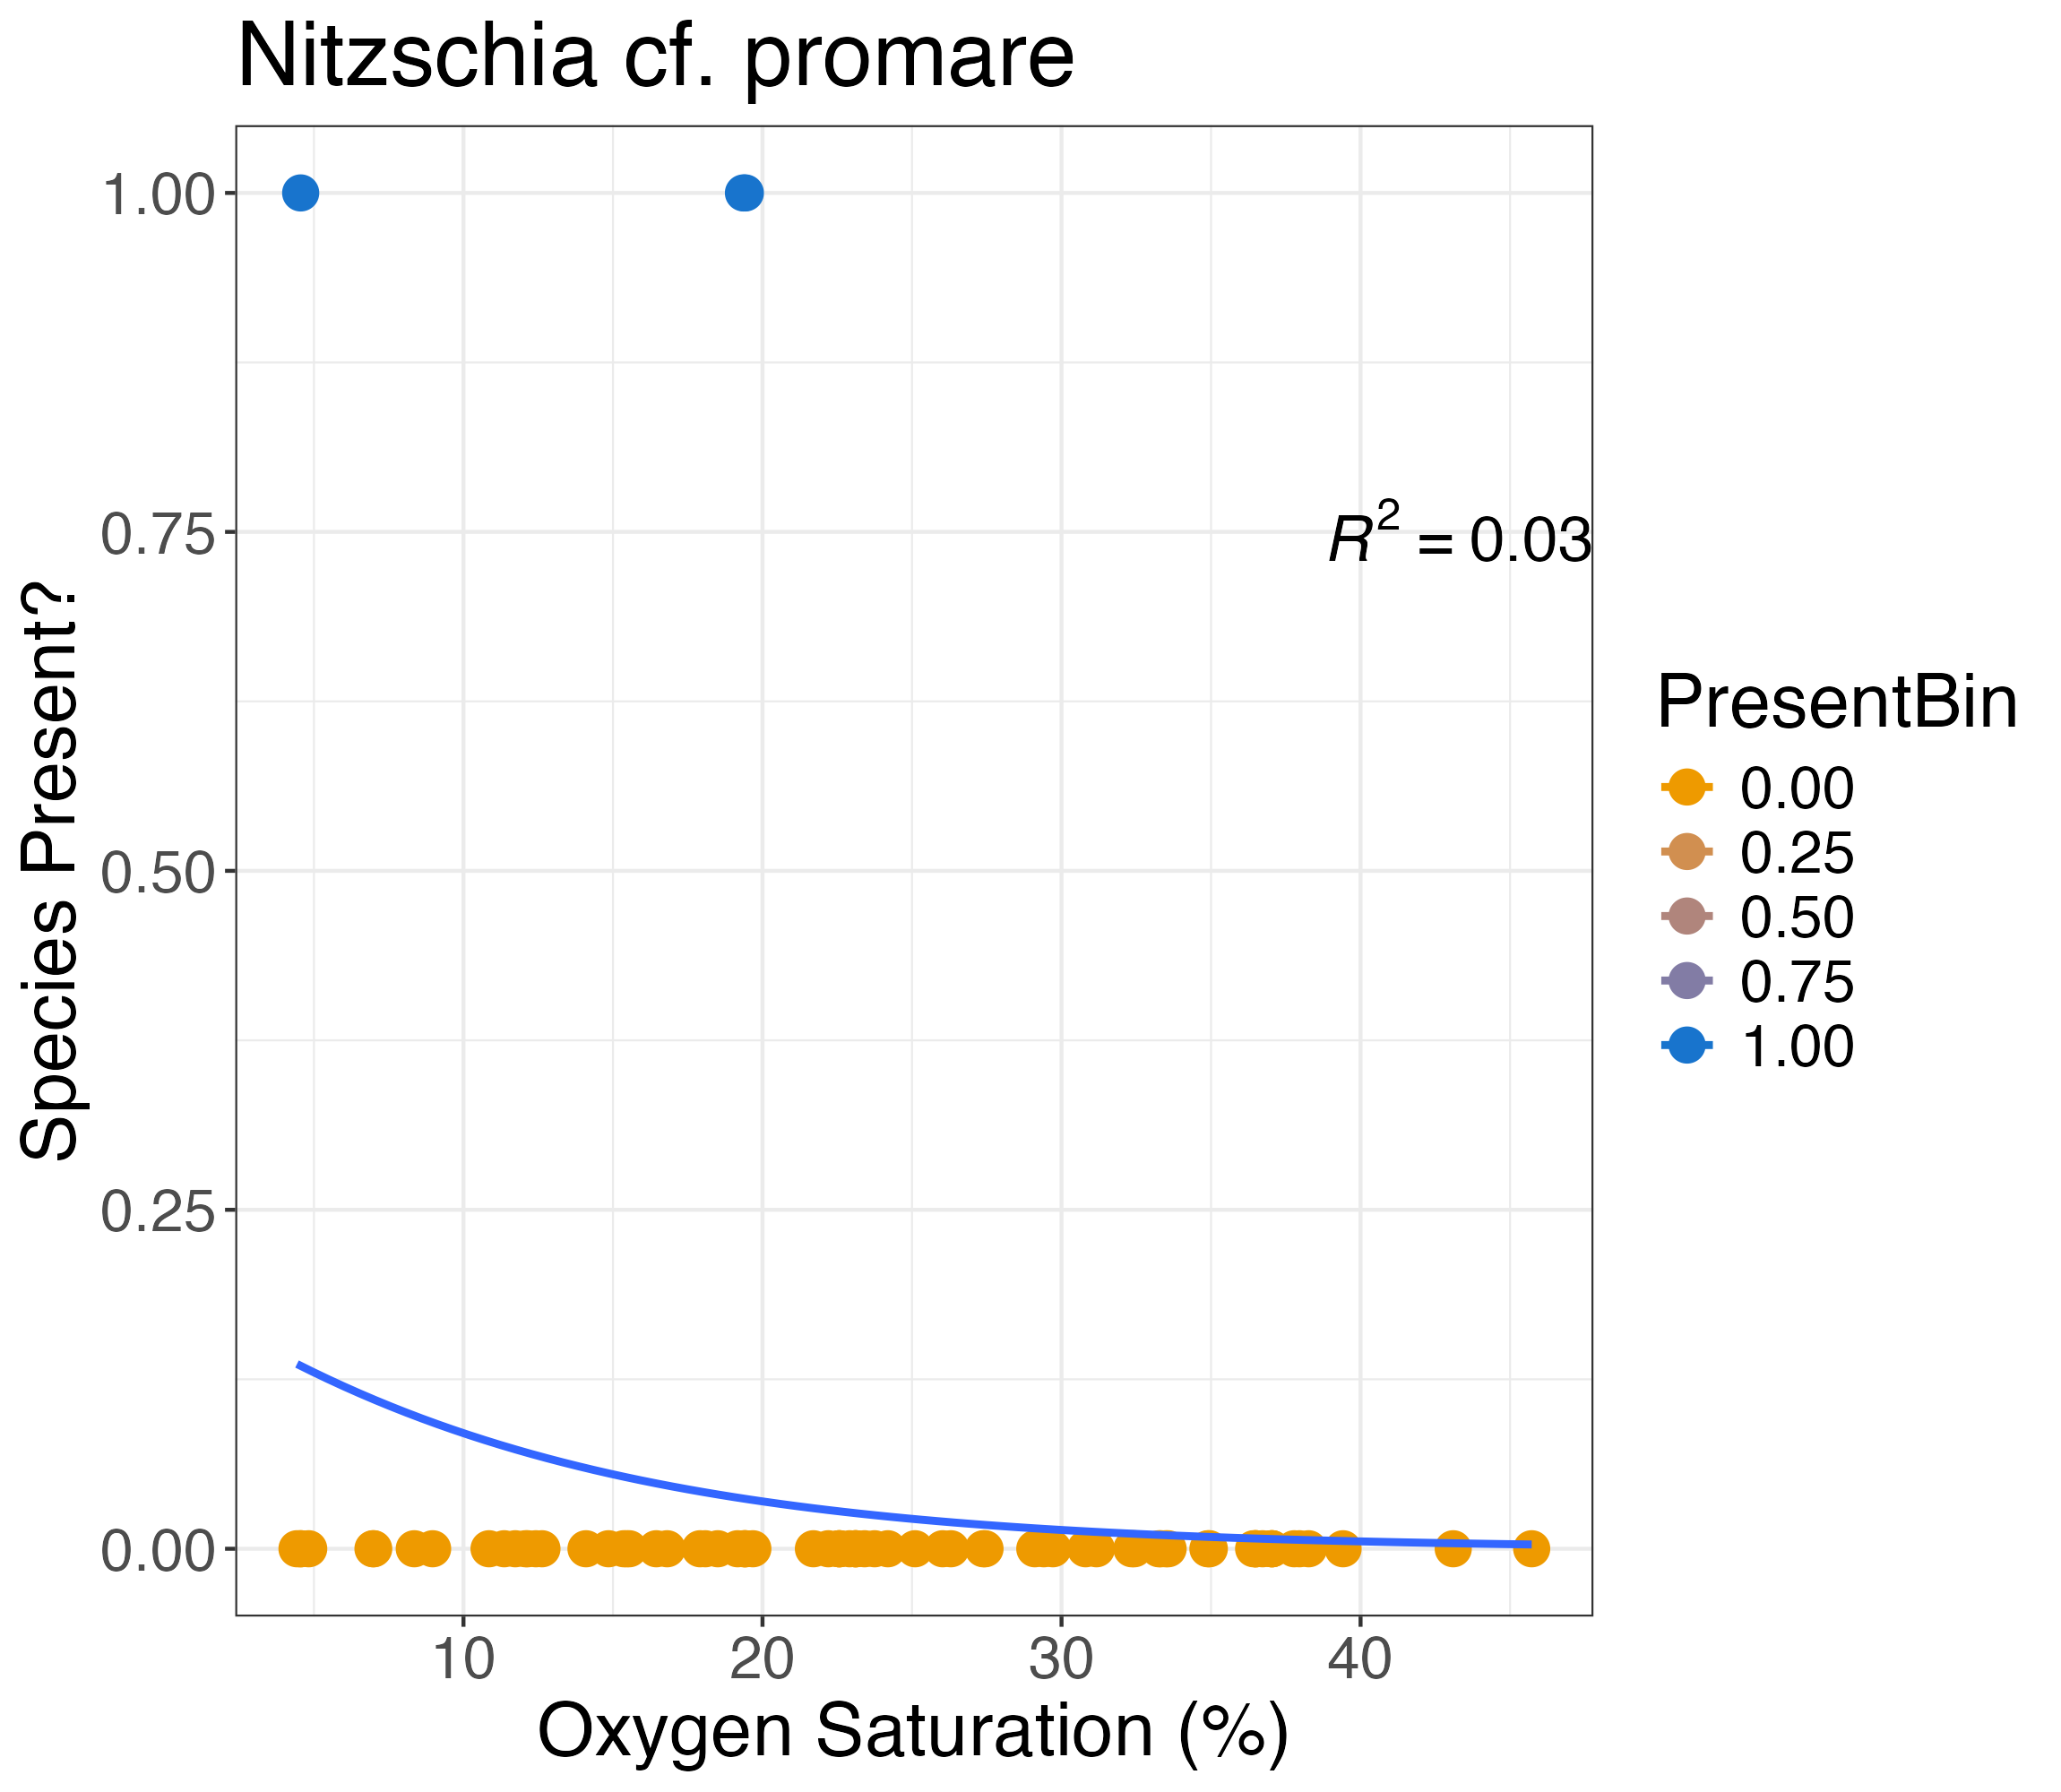 Nitzschia cf. promare
1.00
0.75
0.50
0.25
0.00
Species Present?
R² = 0.03
10 20 30 40
Oxygen Saturation (%)
PresentBin
0.00
0.25
0.50
0.75
1.00